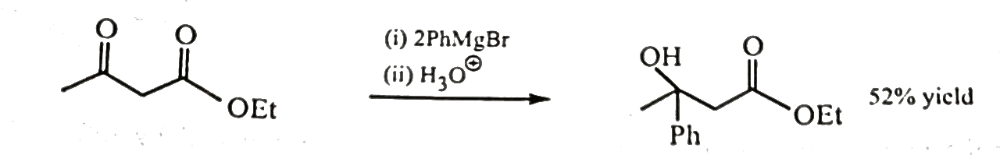 O
O
OEt
(i) 2PhMgBr
(ii) H₃O⊕
OH
O
Ph
OEt
52% yield